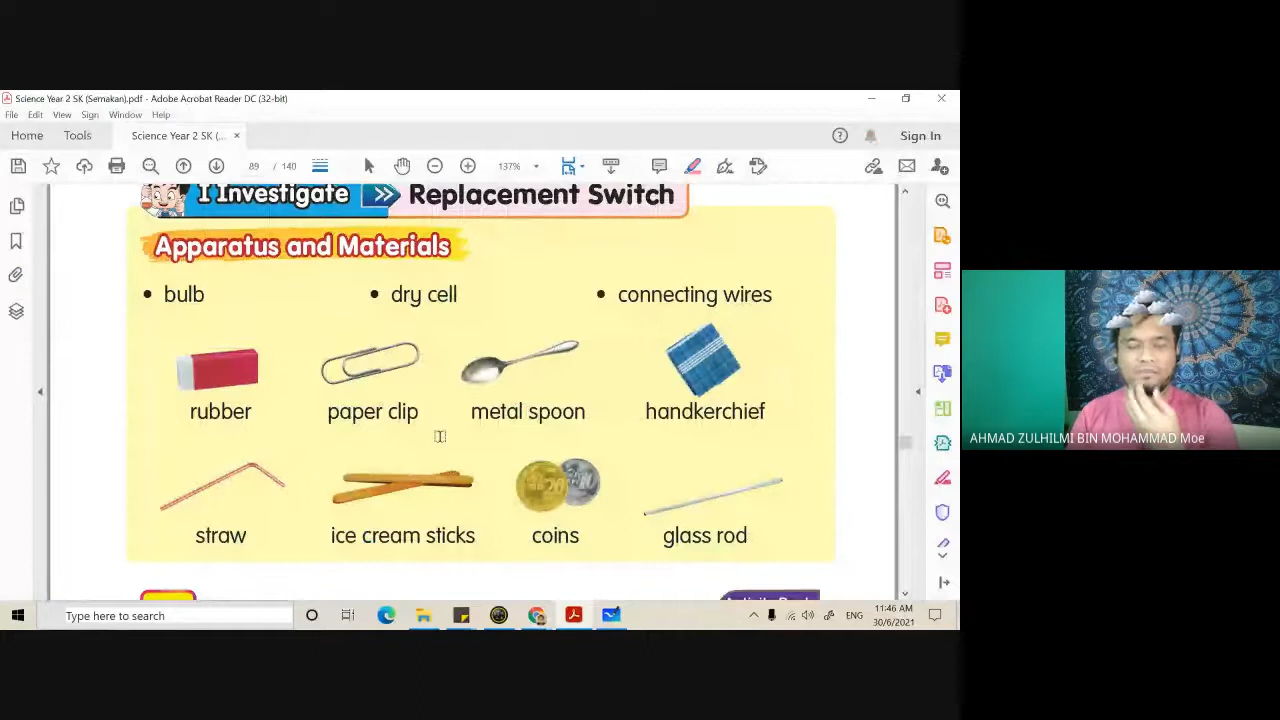 Science Year 2 SK (Semakan).pdf - Adobe Acrobat Reader DC (32-bit)
File Edit View Sign Window Help
Home Tools Science Year 2 SK (... × Sign In
89 / 140 137%
I Investigate Replacement Switch
Apparatus and Materials
• bulb • dry cell • connecting wires
rubber paper clip metal spoon handkerchief
straw ice cream sticks coins glass rod
AHMAD ZULHILMI BIN MOHAMMAD Moe
Type here to search ENG 11:46 AM
30/6/2021